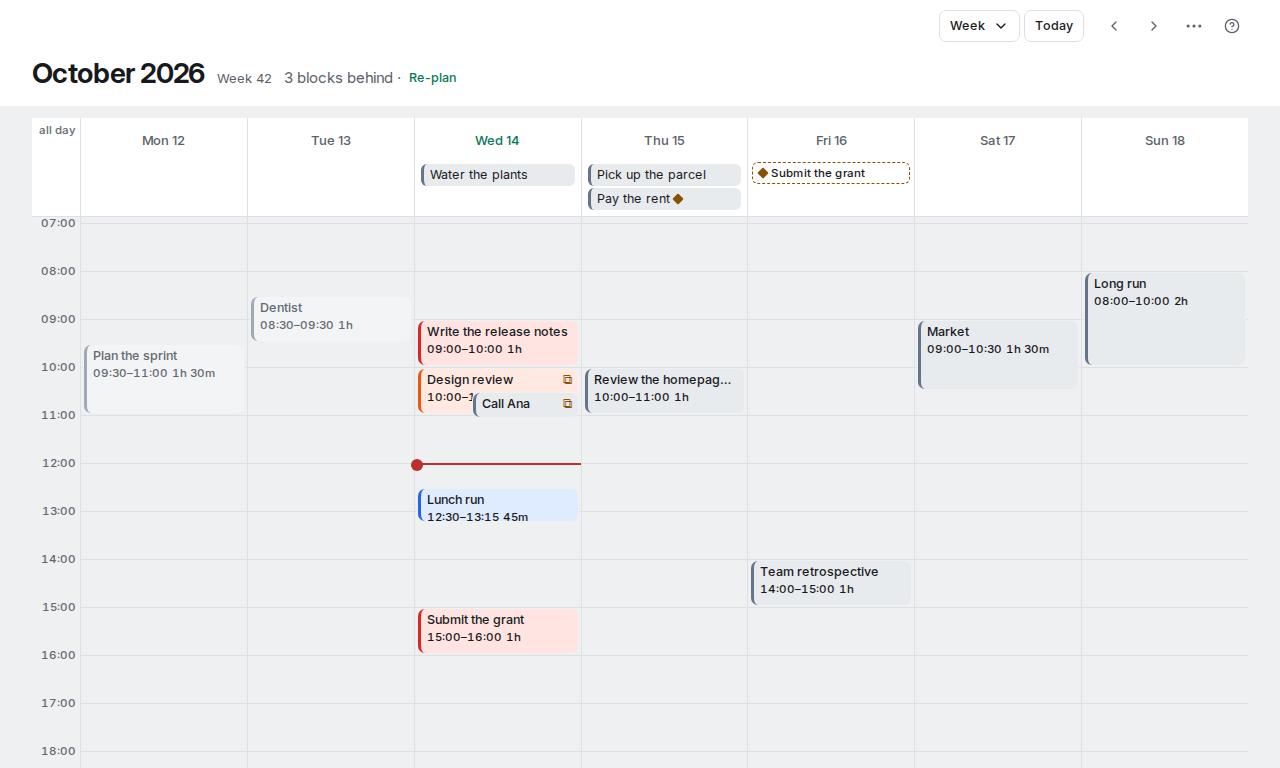 Week
Today
October 2026
Week 42
3 blocks behind ·
Re-plan
all day
Mon 12
Tue 13
Wed 14
Thu 15
Fri 16
Sat 17
Sun 18
Water the plants
Pick up the parcel
Pay the rent
Submit the grant
07:00
08:00
09:00
10:00
11:00
12:00
13:00
14:00
15:00
16:00
17:00
18:00
Plan the sprint
09:30–11:00 1h 30m
Dentist
08:30–09:30 1h
Write the release notes
09:00–10:00 1h
Design review
10:00–1
Call Ana
Lunch run
12:30–13:15 45m
Submit the grant
15:00–16:00 1h
Review the homepag...
10:00–11:00 1h
Team retrospective
14:00–15:00 1h
Market
09:00–10:30 1h 30m
Long run
08:00–10:00 2h